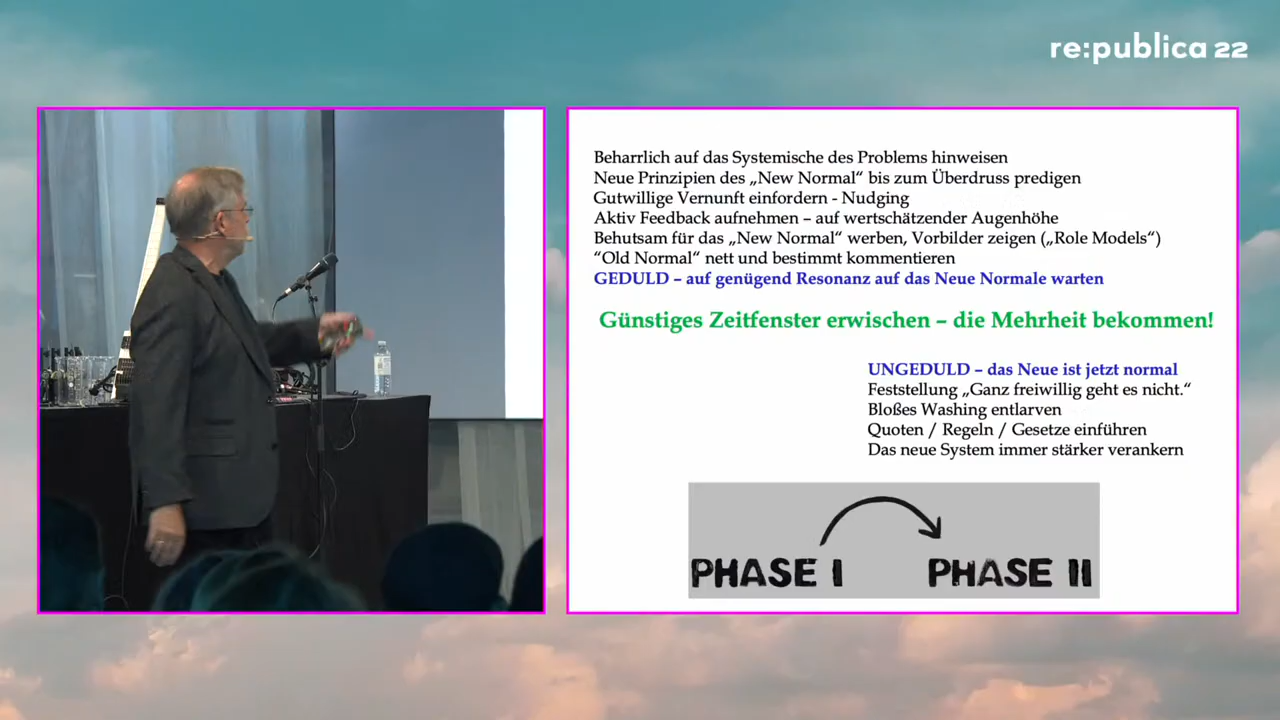 re:publica 22
Beharrlich auf das Systemische des Problems hinweisen
Neue Prinzipien des „New Normal“ bis zum Überdruss predigen
Gutwillige Vernunft einfordern - Nudging
Aktiv Feedback aufnehmen – auf wertschätzender Augenhöhe
Behutsam für das „New Normal“ werben, Vorbilder zeigen („Role Models“)
“Old Normal“ nett und bestimmt kommentieren
GEDULD – auf genügend Resonanz auf das Neue Normale warten
Günstiges Zeitfenster erwischen – die Mehrheit bekommen!
UNGEDULD – das Neue ist jetzt normal
Feststellung „Ganz freiwillig geht es nicht.“
Bloßes Washing entlarven
Quoten / Regeln / Gesetze einführen
Das neue System immer stärker verankern
PHASE I PHASE II